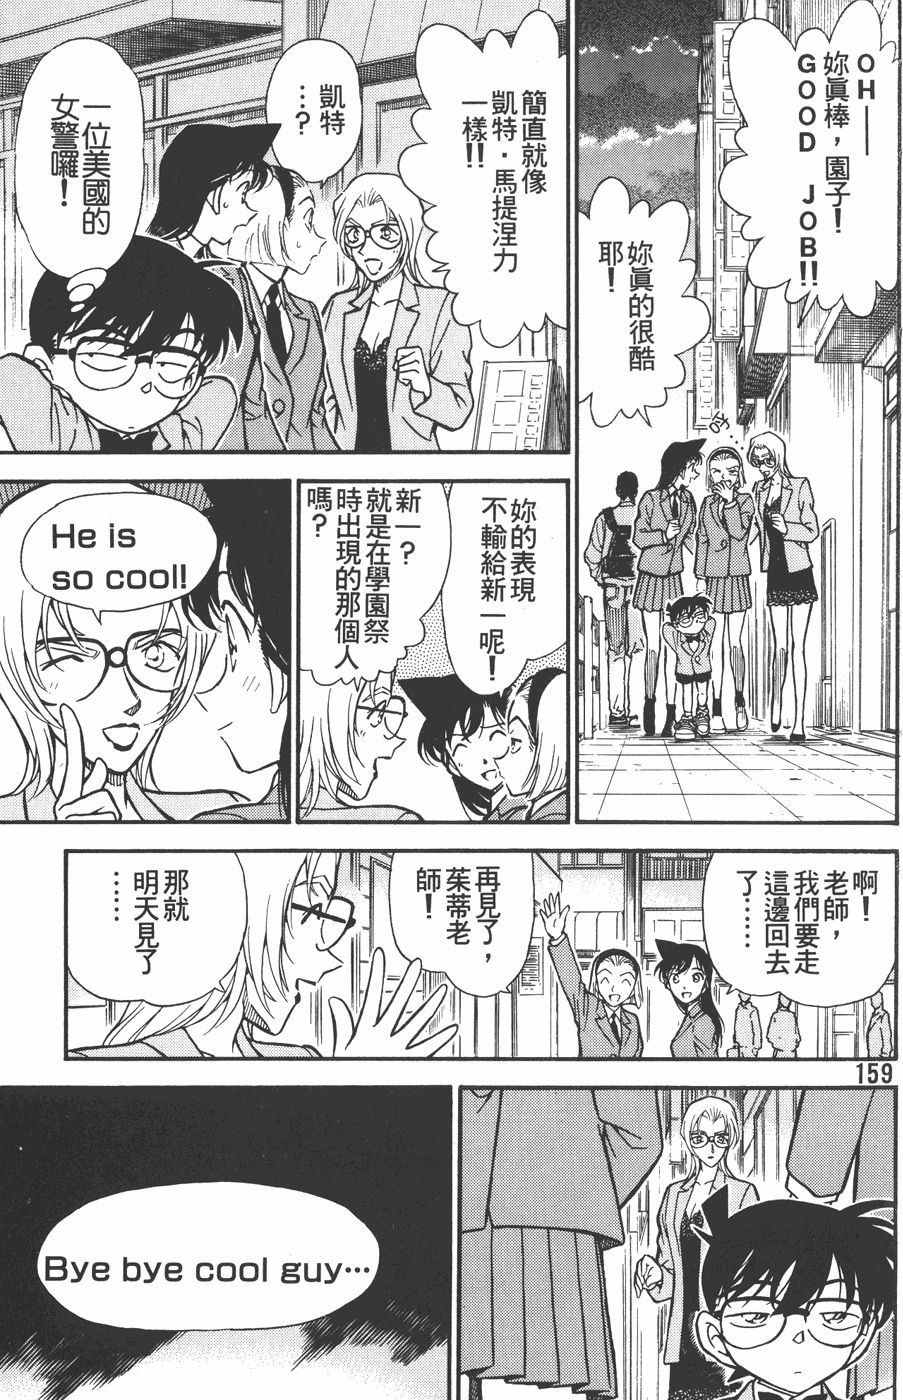 OH——
妳眞棒，園子！
GOOD JOB!!
妳眞的很酷
耶！
簡直就像
凱特・馬提涅力
一樣!!
凱特
…？
一位美國的
女警囉！
妳的表現
不輸給新一呢！
新一？
就是在學園祭
時出現的那個人
嗎？
He is
so cool!
啊！
老師，
我們要走
這邊回去
了……
再見了，
茱蒂老
師！
那就
明天見了
……
159
Bye bye cool guy…